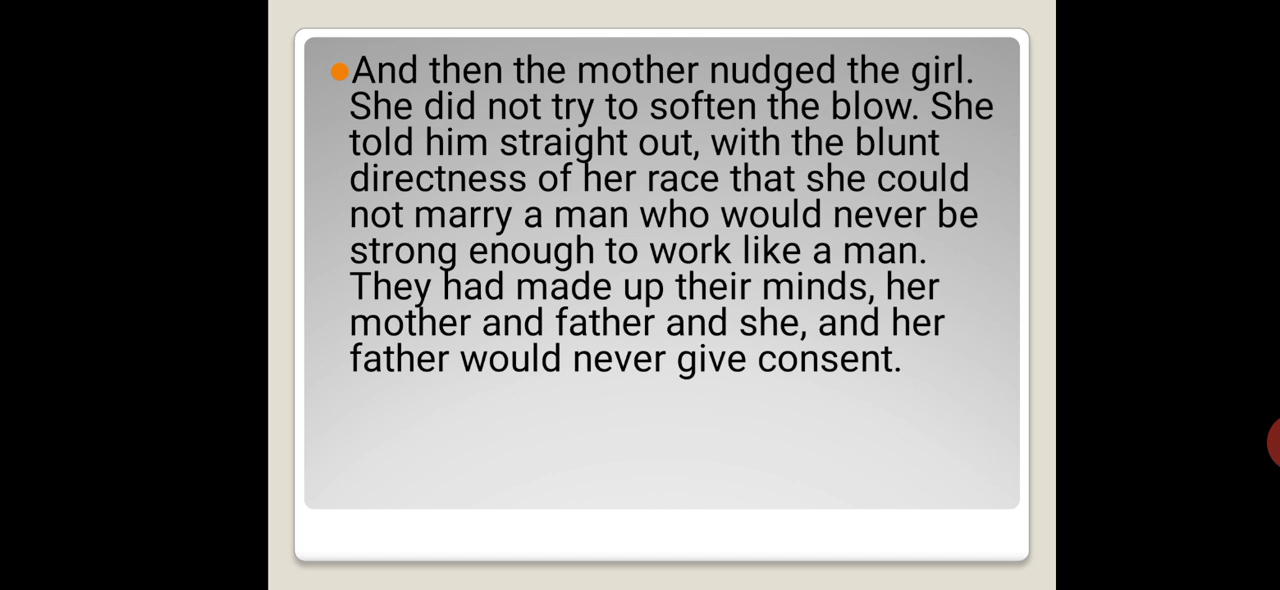 And then the mother nudged the girl.
She did not try to soften the blow. She
told him straight out, with the blunt
directness of her race that she could
not marry a man who would never be
strong enough to work like a man.
They had made up their minds, her
mother and father and she, and her
father would never give consent.